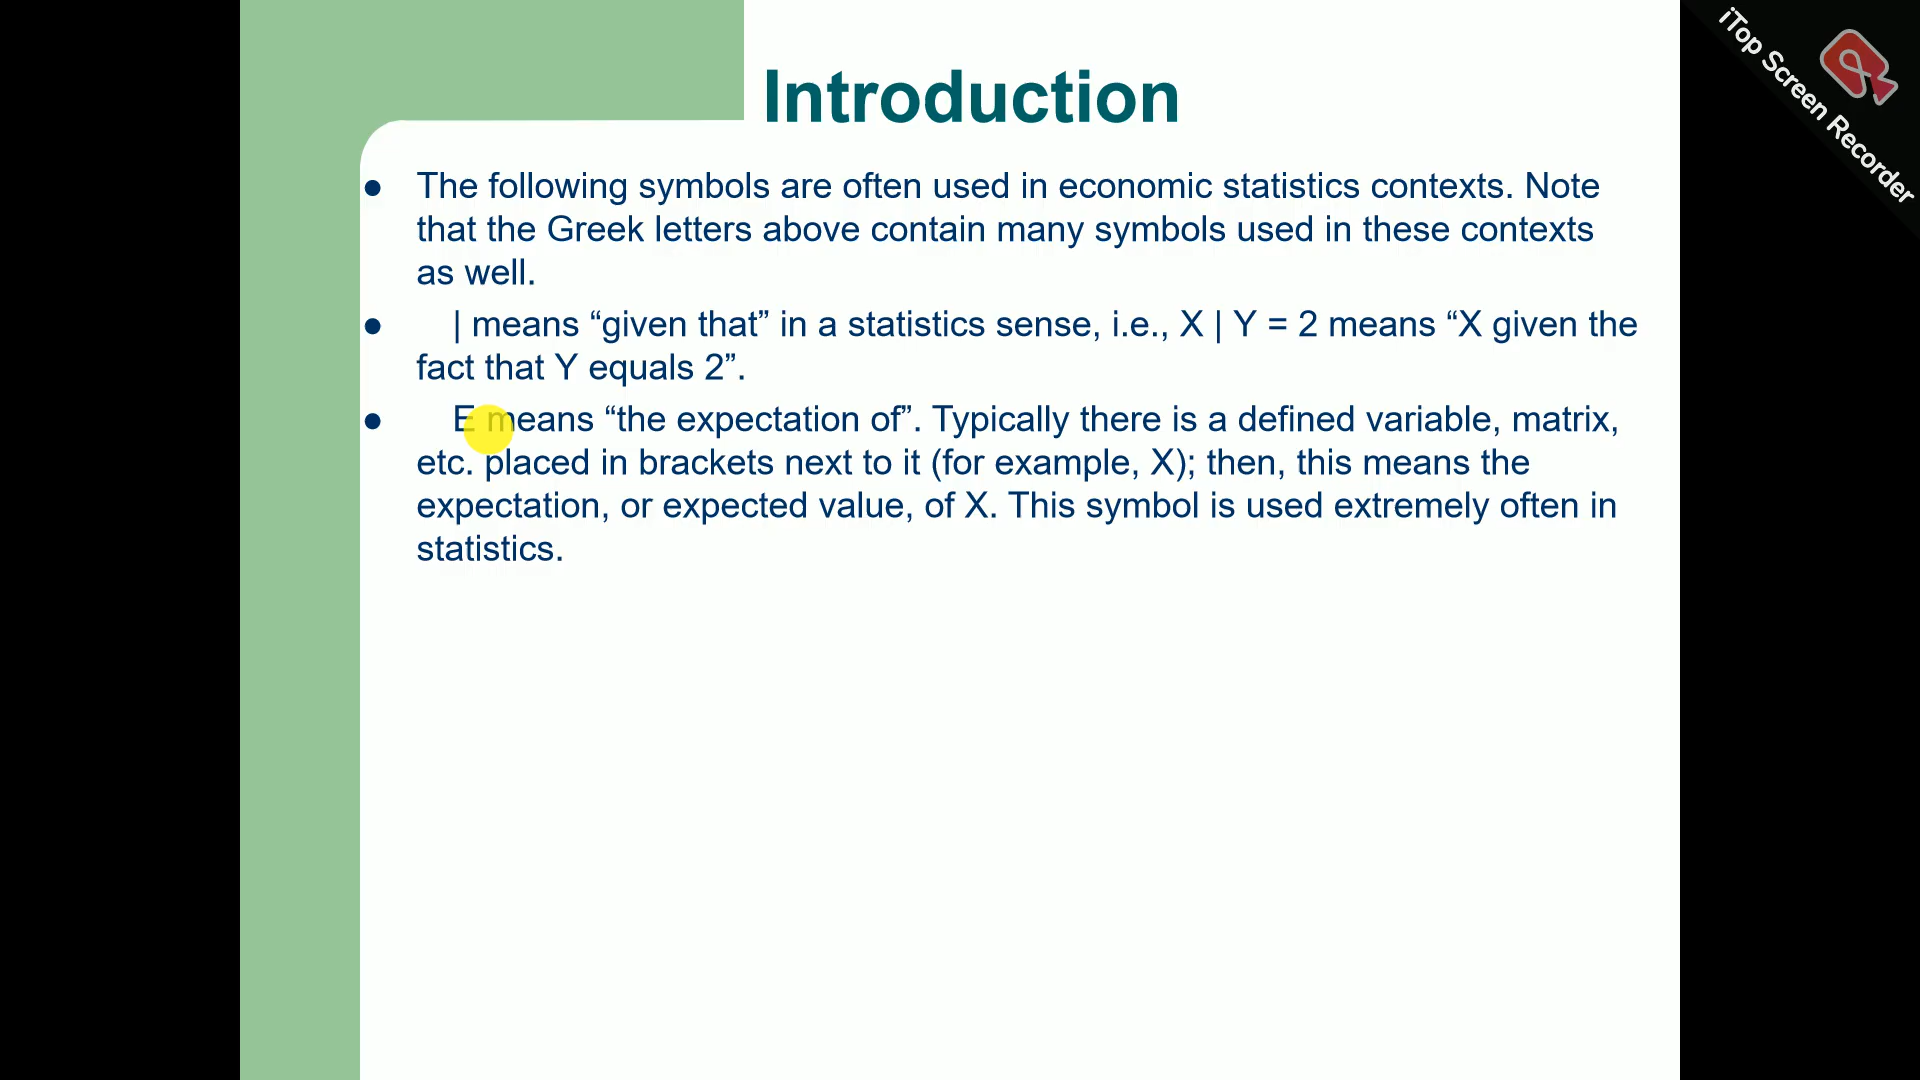 Introduction
● The following symbols are often used in economic statistics contexts. Note
that the Greek letters above contain many symbols used in these contexts
as well.
● | means “given that” in a statistics sense, i.e., X | Y = 2 means “X given the
fact that Y equals 2”.
● E means “the expectation of”. Typically there is a defined variable, matrix,
etc. placed in brackets next to it (for example, X); then, this means the
expectation, or expected value, of X. This symbol is used extremely often in
statistics.
iTop Screen Recorder